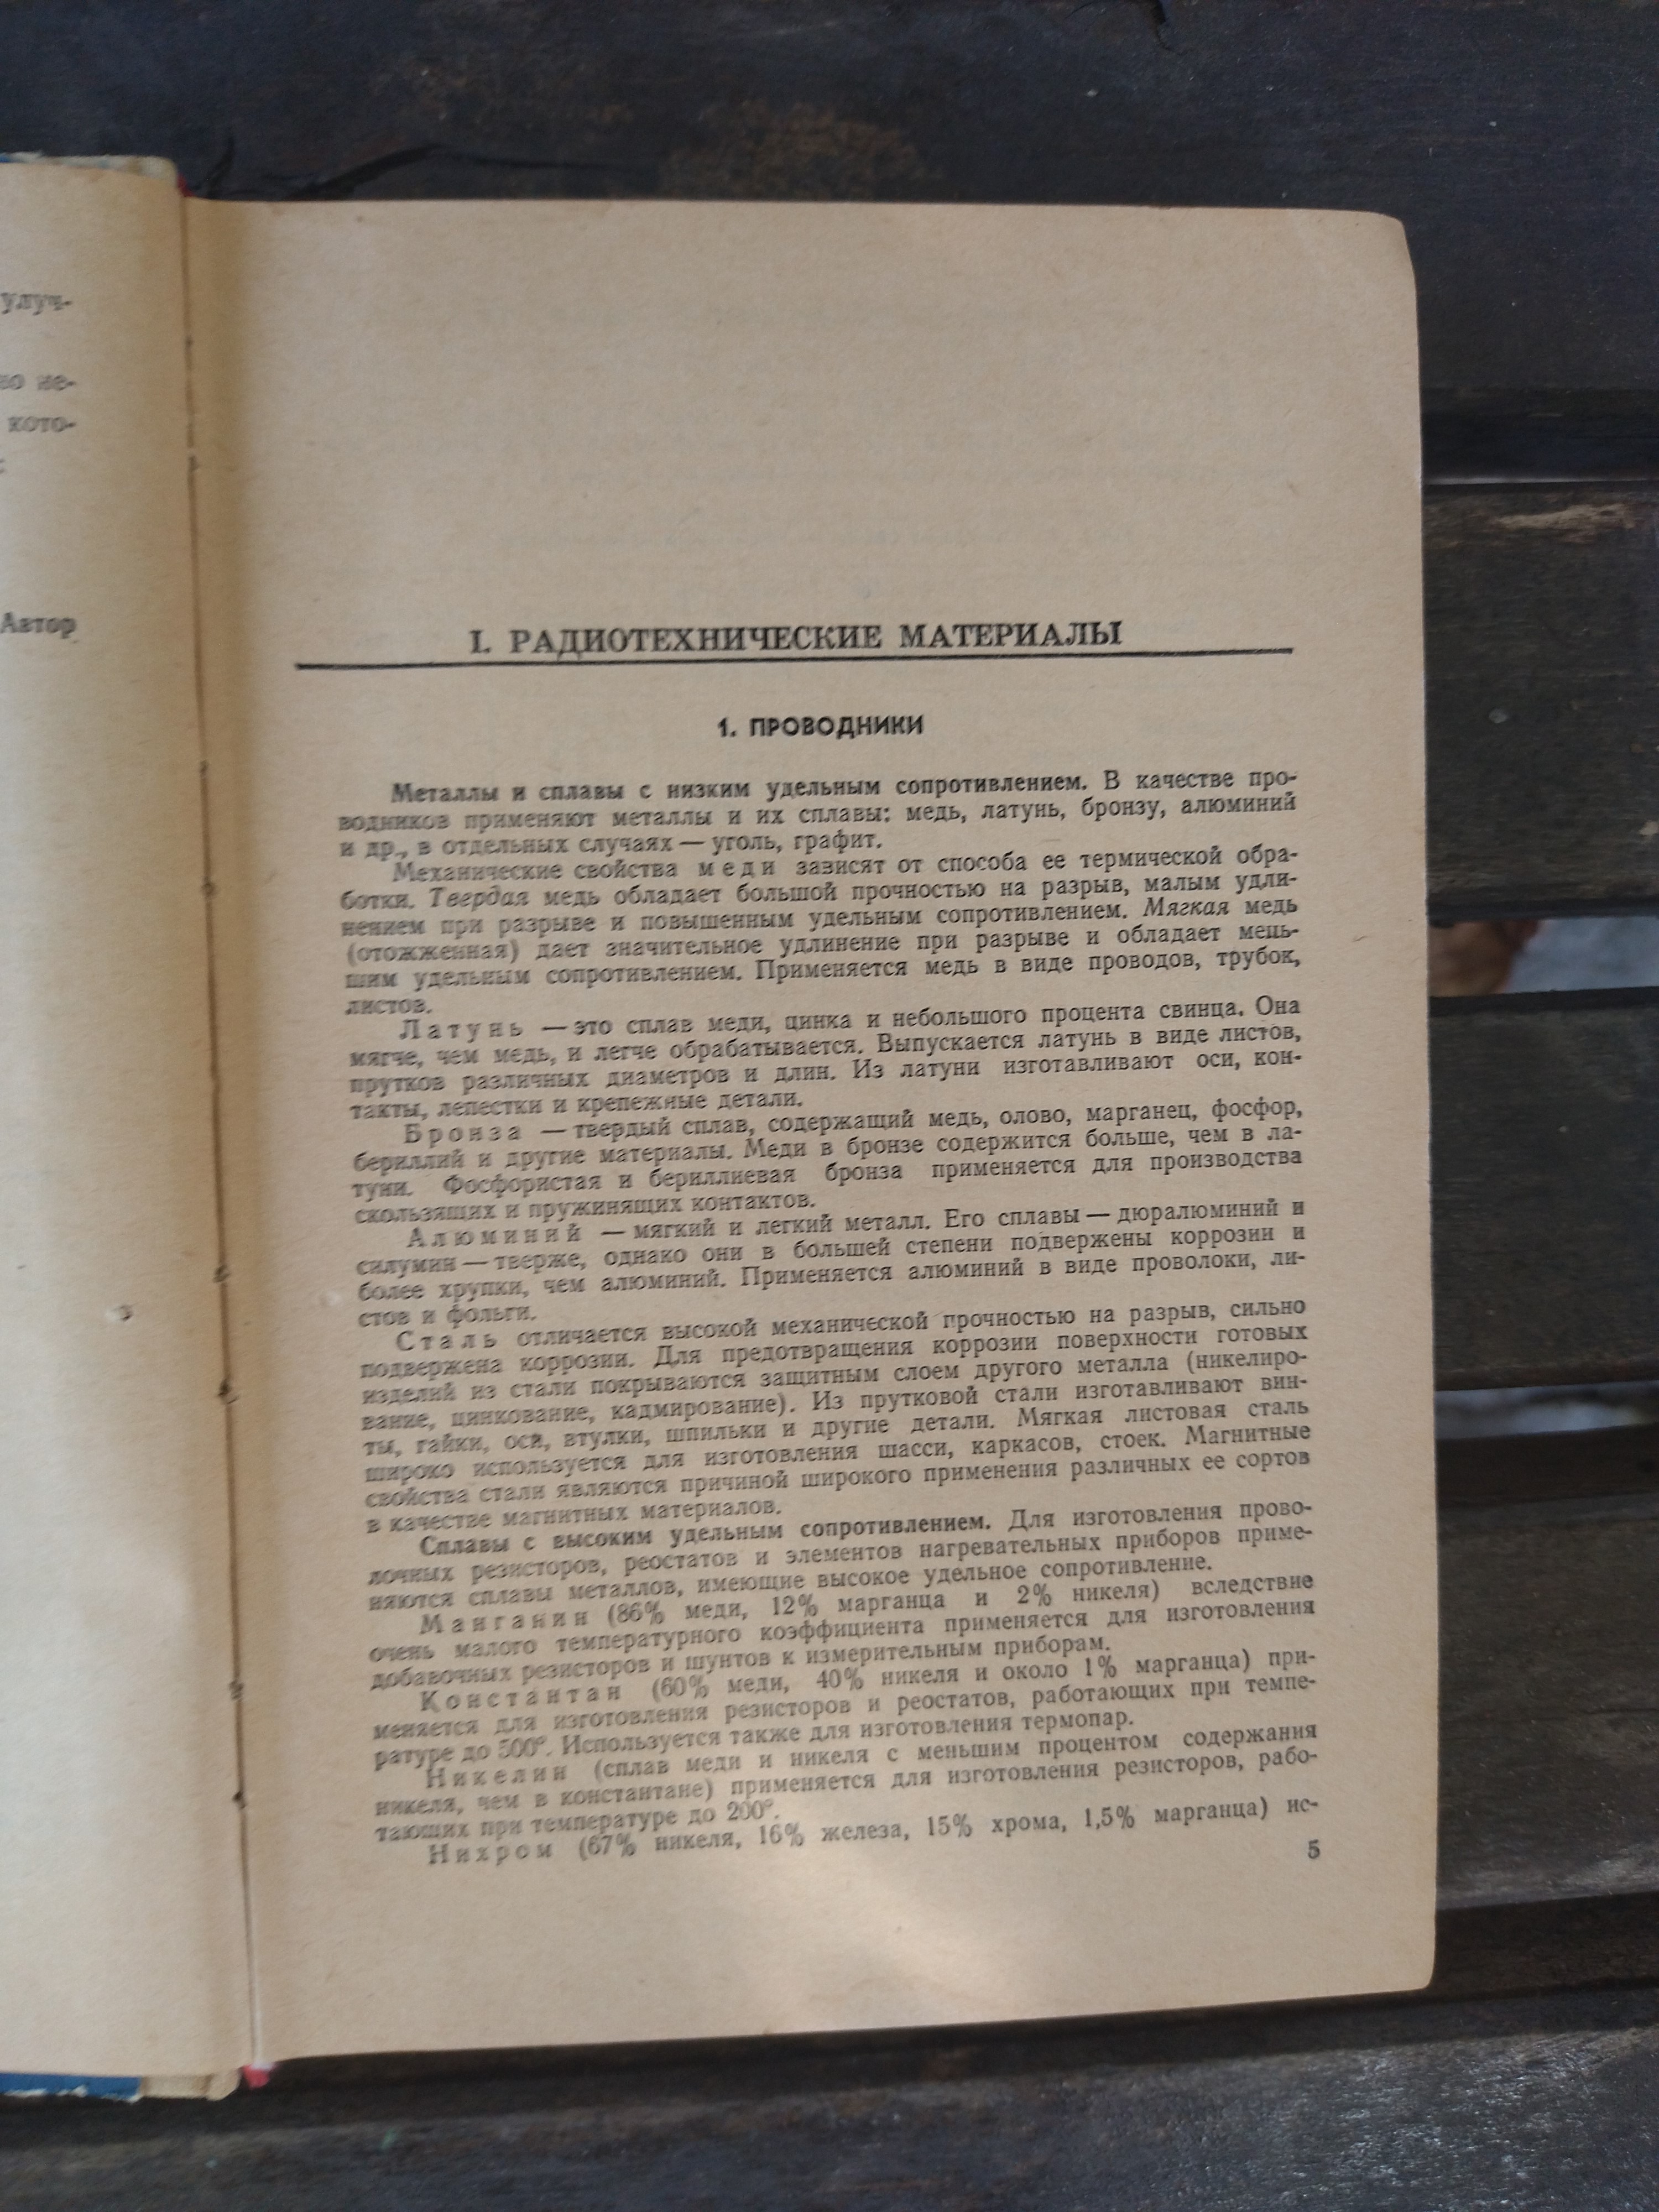 улуч-
но не-
кото-
Автор
I. РАДИОТЕХНИЧЕСКИЕ МАТЕРИАЛЫ
1. ПРОВОДНИКИ
Металлы и сплавы с низким удельным сопротивлением. В качестве про-
водников применяют металлы и их сплавы: медь, латунь, бронзу, алюминий
и др., в отдельных случаях — уголь, графит.
Механические свойства меди зависят от способа ее термической обра-
ботки. Твердая медь обладает большой прочностью на разрыв, малым удли-
нением при разрыве и повышенным удельным сопротивлением. Мягкая медь
(отожженная) дает значительное удлинение при разрыве и обладает мень-
шим удельным сопротивлением. Применяется медь в виде проводов, трубок,
листов.
Латунь — это сплав меди, цинка и небольшого процента свинца. Она
мягче, чем медь, и легче обрабатывается. Выпускается латунь в виде листов,
прутков различных диаметров и длин. Из латуни изготавливают оси, кон-
такты, лепестки и крепежные детали.
Бронза — твердый сплав, содержащий медь, олово, марганец, фосфор,
бериллий и другие материалы. Меди в бронзе содержится больше, чем в ла-
туни. Фосфористая и бериллиевая бронза применяется для производства
скользящих и пружинящих контактов.
Алюминий — мягкий и легкий металл. Его сплавы — дюралюминий и
силумин — тверже, однако они в большей степени подвержены коррозии и
более хрупки, чем алюминий. Применяется алюминий в виде проволоки, ли-
стов и фольги.
Сталь отличается высокой механической прочностью на разрыв, сильно
подвержена коррозии. Для предотвращения коррозии поверхности готовых
изделий из стали покрываются защитным слоем другого металла (никелиро-
вание, цинкование, кадмирование). Из прутковой стали изготавливают вин-
ты, гайки, оси, втулки, шпильки и другие детали. Мягкая листовая сталь
широко используется для изготовления шасси, каркасов, стоек. Магнитные
свойства стали являются причиной широкого применения различных ее сортов
в качестве магнитных материалов.
Сплавы с высоким удельным сопротивлением. Для изготовления прово-
лочных резисторов, реостатов и элементов нагревательных приборов приме-
няются сплавы металлов, имеющие высокое удельное сопротивление.
Манганин (86% меди, 12% марганца и 2% никеля) вследствие
очень малого температурного коэффициента применяется для изготовления
добавочных резисторов и шунтов к измерительным приборам.
Константан (60% меди, 40% никеля и около 1% марганца) при-
меняется для изготовления резисторов и реостатов, работающих при темпе-
ратуре до 500°. Используется также для изготовления термопар.
Никелин (сплав меди и никеля с меньшим процентом содержания
никеля, чем в константане) применяется для изготовления резисторов, рабо-
тающих при температуре до 200°.
Нихром (67% никеля, 16% железа, 15% хрома, 1,5% марганца) ис-
5